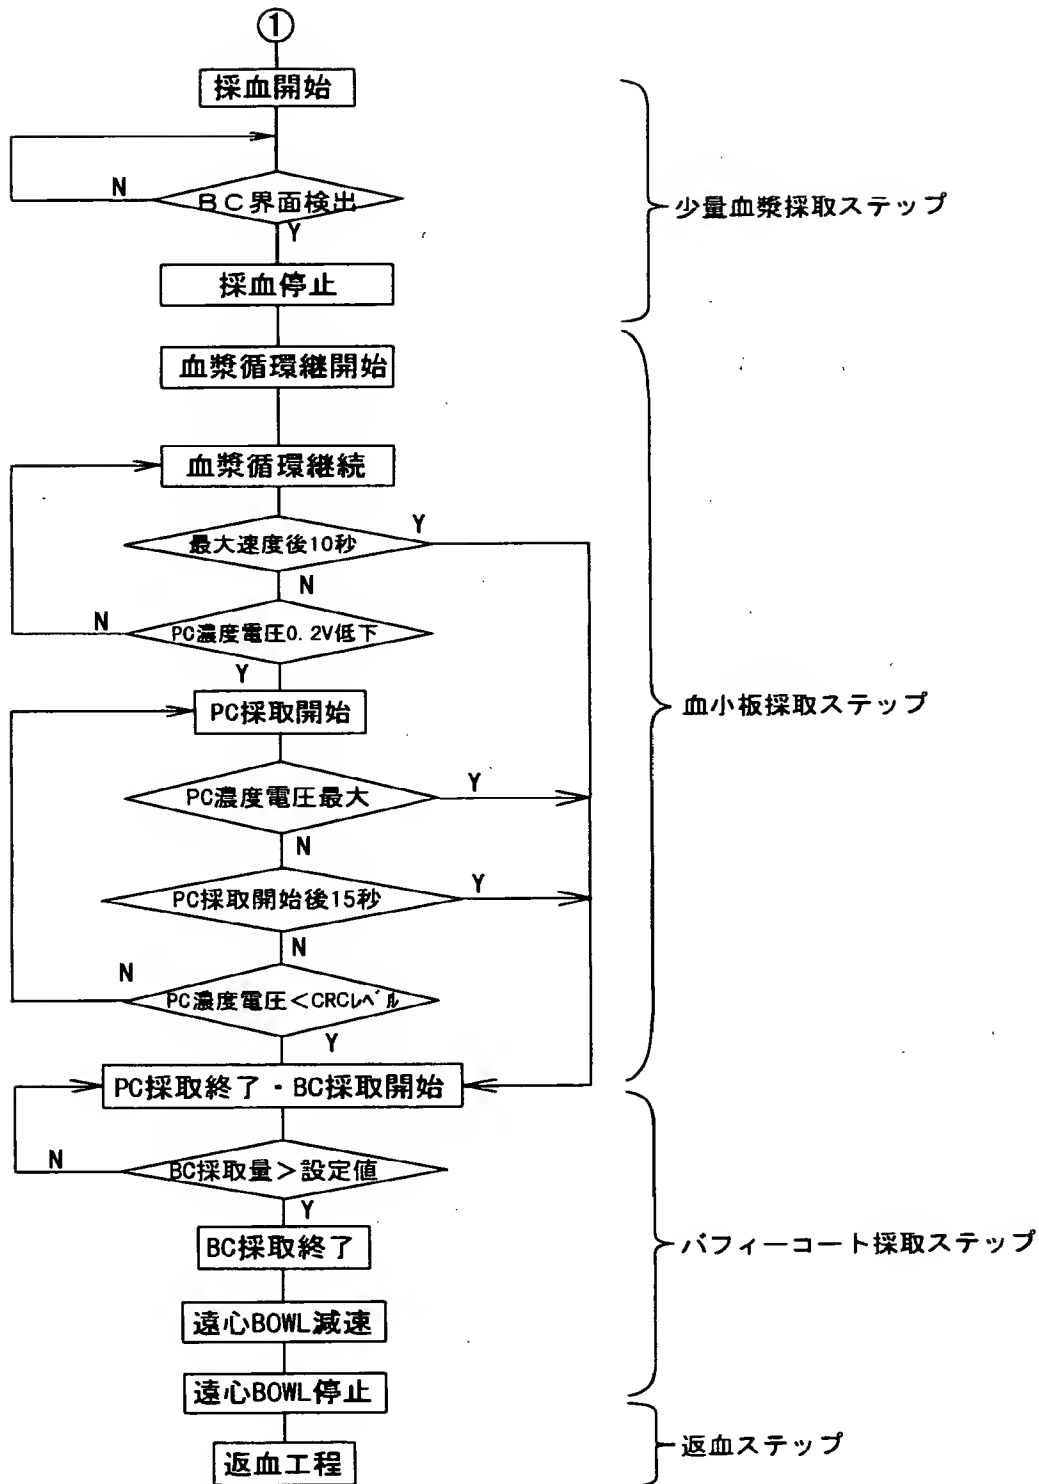 ①
採血開始
N
BC界面検出
Y
採血停止
少量血漿採取ステップ
血漿循環継開始
血漿循環継続
最大速度後10秒
Y
N
PC濃度電圧0.2V低下
N
Y
PC採取開始
血小板採取ステップ
PC濃度電圧最大
Y
N
PC採取開始後15秒
Y
N
PC濃度電圧<CRCレベル
N
Y
PC採取終了・BC採取開始
BC採取量>設定値
N
Y
BC採取終了
バフィーコート採取ステップ
遠心BOWL減速
遠心BOWL停止
返血工程
返血ステップ